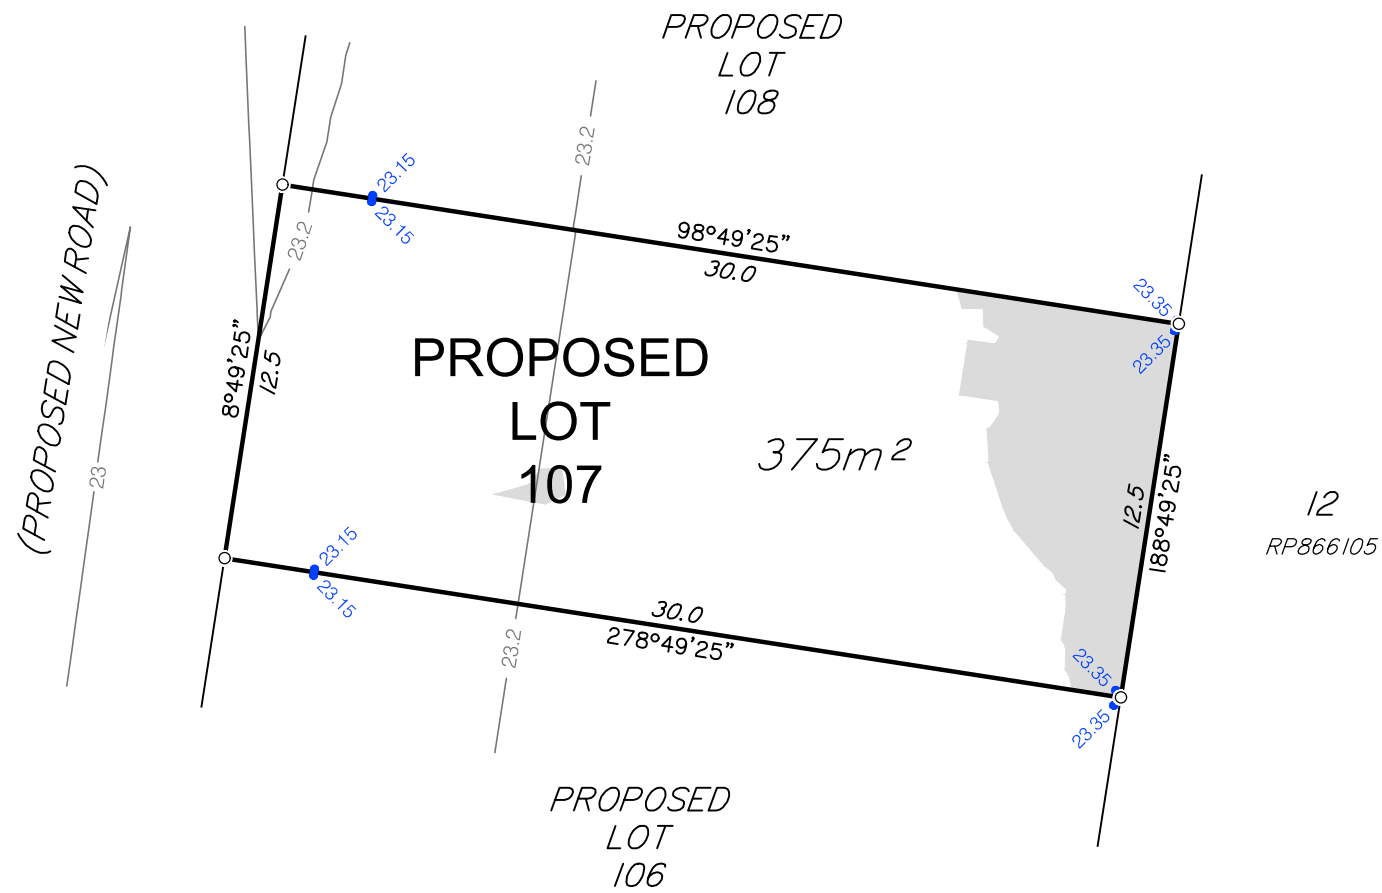 PROPOSED
LOT
108
23.2
23.15
23.15
(PROPOSED NEW ROAD)
23.2
98°49'25"
30.0
23.35
23.35
8°49'25"
12.5
PROPOSED
LOT
107
375m²
23
12.5
188°49'25"
12
RP866105
23.15
23.15
30.0
278°49'25"
23.2
23.35
23.35
PROPOSED
LOT
106